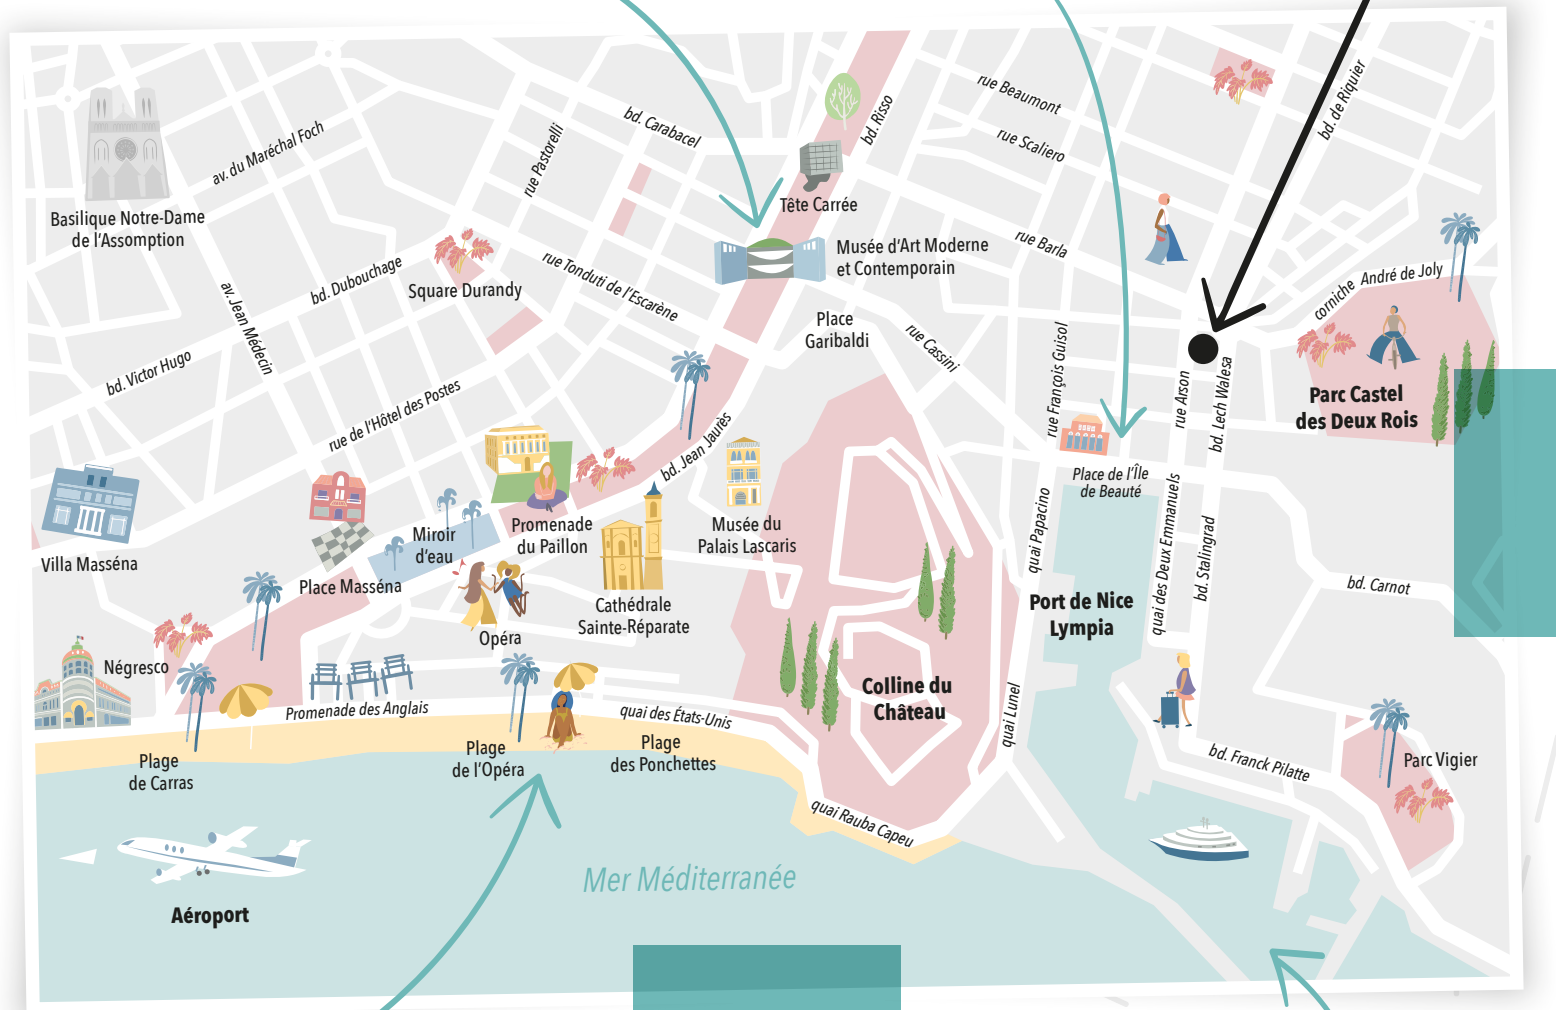 rue Beaumont
bd. de Riquier
bd. Carabacel
bd. Risso
rue Scaliero
av. du Maréchal Foch
rue Pastorelli
Tête Carrée
Basilique Notre-Dame
de l'Assomption
Musée d'Art Moderne
et Contemporain
rue Barla
bd. Dubouchage
Square Durandy
rue Tonduti de l'Escarène
corniche André de Joly
av. Jean Médecin
Place
Garibaldi
rue Cassini
rue François Guisol
bd. Victor Hugo
rue de l'Hôtel des Postes
rue Arson
bd. Lech Walesa
Parc Castel
des Deux Rois
bd. Jean Jaurès
Place de l'Île
de Beauté
Miroir
d'eau
Promenade
du Paillon
Musée du
Palais Lascaris
quai Papacino
quai des Deux Emmanuels
bd. Stalingrad
Villa Masséna
Place Masséna
bd. Carnot
Cathédrale
Sainte-Réparate
Port de Nice
Lympia
Opéra
Négresco
Colline du
Château
quai Lunel
Promenade des Anglais
quai des États-Unis
Plage
de Carras
Plage
de l'Opéra
Plage
des Ponchettes
bd. Franck Pilatte
Parc Vigier
quai Rauba Capeu
Mer Méditerranée
Aéroport